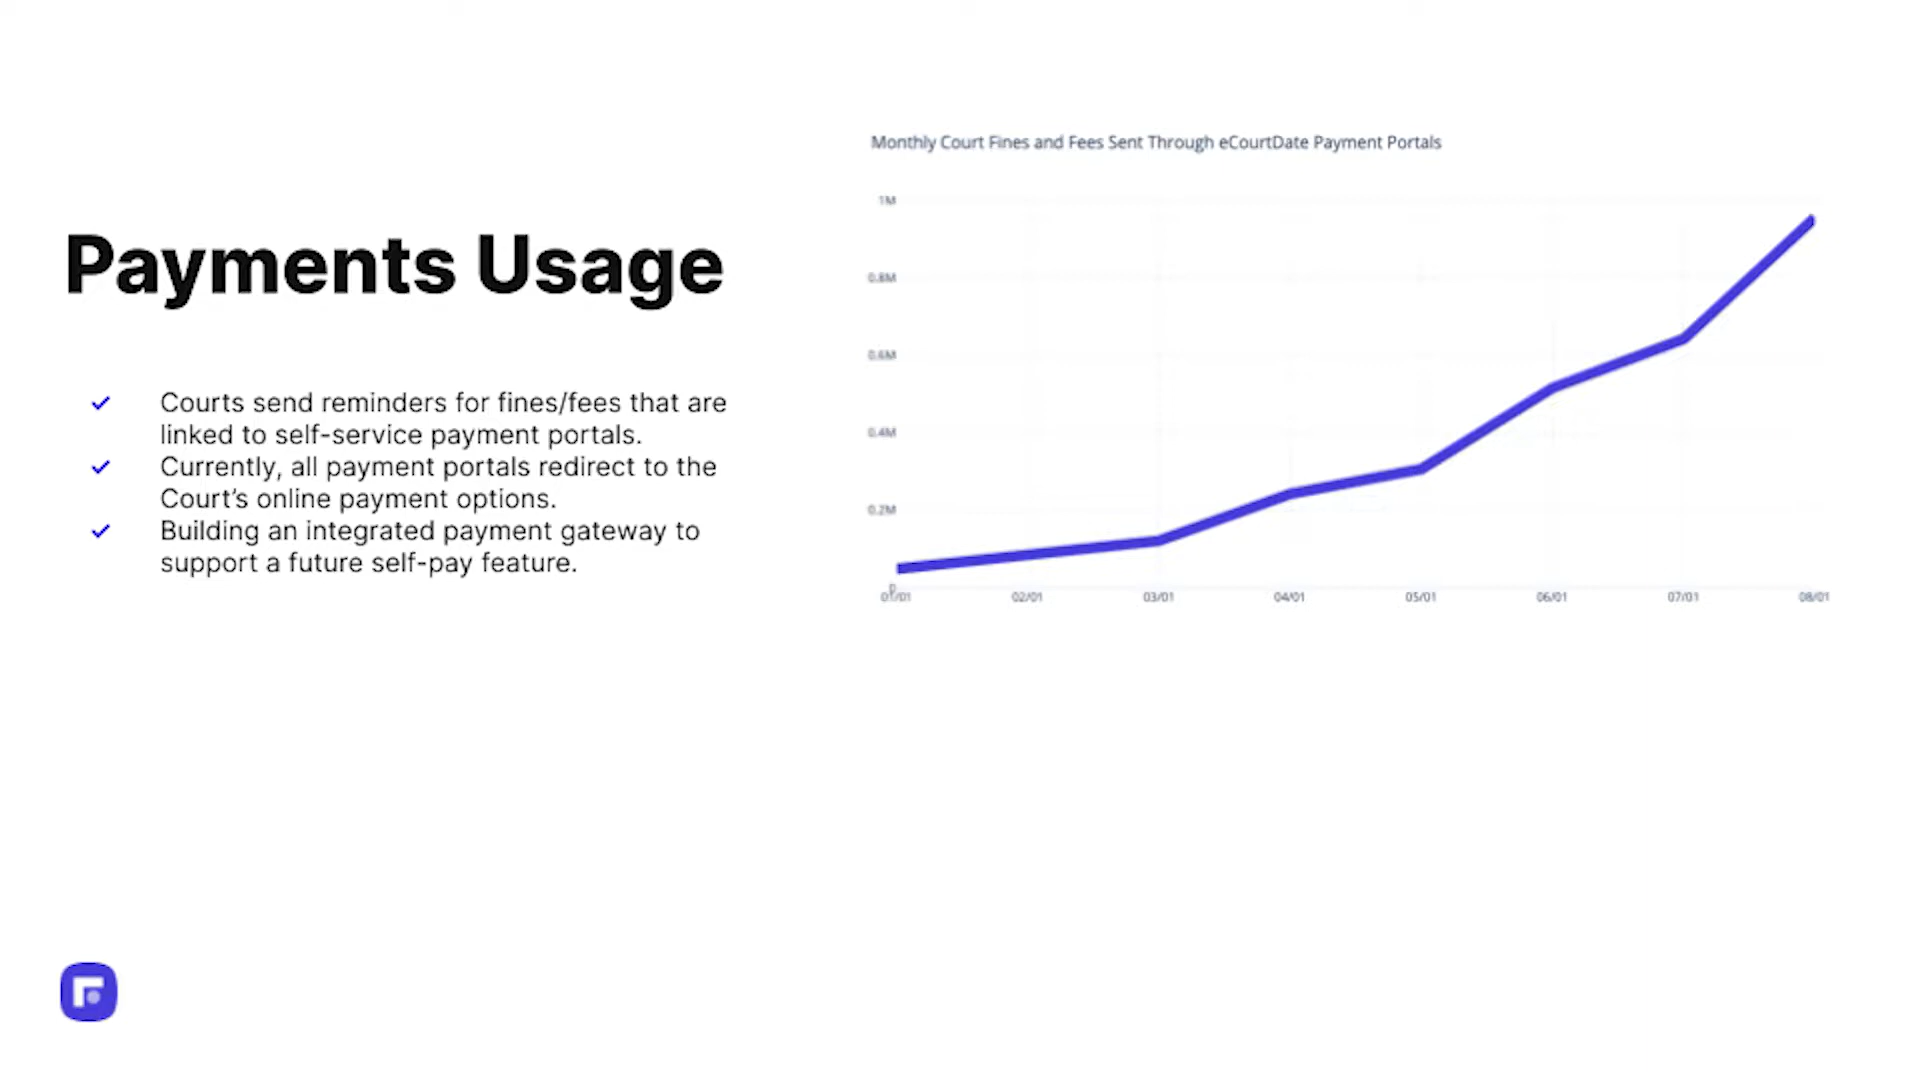 Monthly Court Fines and Fees Sent Through eCourtDate Payment Portals
Payments Usage
Courts send reminders for fines/fees that are
linked to self-service payment portals.
Currently, all payment portals redirect to the
Court’s online payment options.
Building an integrated payment gateway to
support a future self-pay feature.
1M
0.8M
0.6M
0.4M
0.2M
0
01/01 02/01 03/01 04/01 05/01 06/01 07/01 08/01